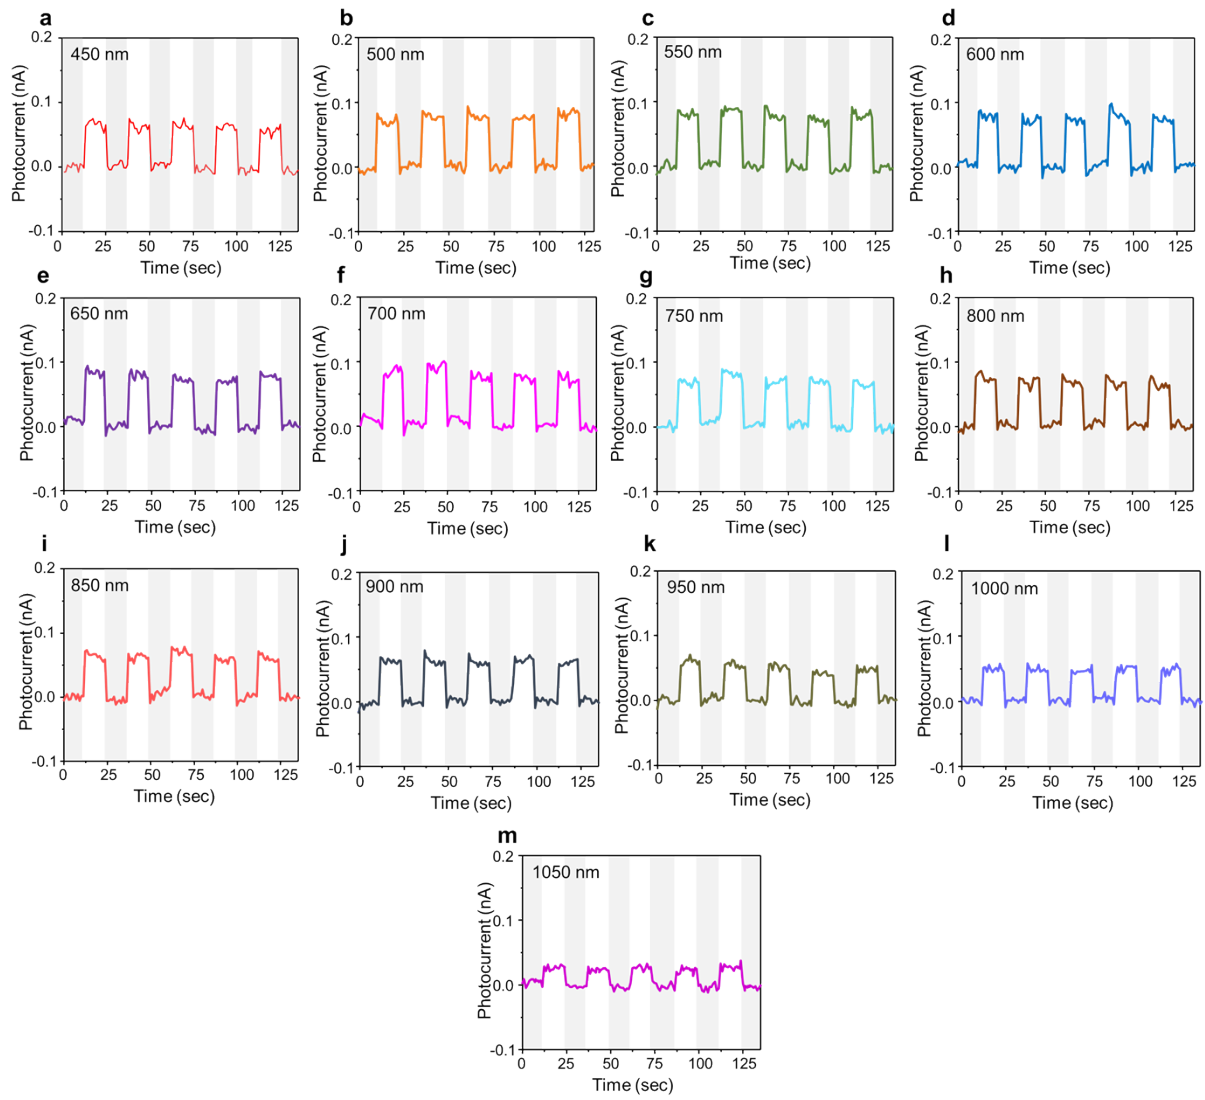 a
450 nm
0.2
0.1
0.0
-0.1
Photocurrent (nA)
0 25 50 75 100 125
Time (sec)
b
500 nm
0.2
0.1
0.0
-0.1
Photocurrent (nA)
0 25 50 75 100 125
Time (sec)
c
550 nm
0.2
0.1
0.0
-0.1
Photocurrent (nA)
0 25 50 75 100 125
Time (sec)
d
600 nm
0.2
0.1
0.0
-0.1
Photocurrent (nA)
0 25 50 75 100 125
Time (sec)
e
650 nm
0.2
0.1
0.0
-0.1
Photocurrent (nA)
0 25 50 75 100 125
Time (sec)
f
700 nm
0.2
0.1
0.0
-0.1
Photocurrent (nA)
0 25 50 75 100 125
Time (sec)
g
750 nm
0.2
0.1
0.0
-0.1
Photocurrent (nA)
0 25 50 75 100 125
Time (sec)
h
800 nm
0.2
0.1
0.0
-0.1
Photocurrent (nA)
0 25 50 75 100 125
Time (sec)
i
850 nm
0.2
0.1
0.0
-0.1
Photocurrent (nA)
0 25 50 75 100 125
Time (sec)
j
900 nm
0.2
0.1
0.0
-0.1
Photocurrent (nA)
0 25 50 75 100 125
Time (sec)
k
950 nm
0.2
0.1
0.0
-0.1
Photocurrent (nA)
0 25 50 75 100 125
Time (sec)
l
1000 nm
0.2
0.1
0.0
-0.1
Photocurrent (nA)
0 25 50 75 100 125
Time (sec)
m
1050 nm
0.2
0.1
0.0
-0.1
Photocurrent (nA)
0 25 50 75 100 125
Time (sec)